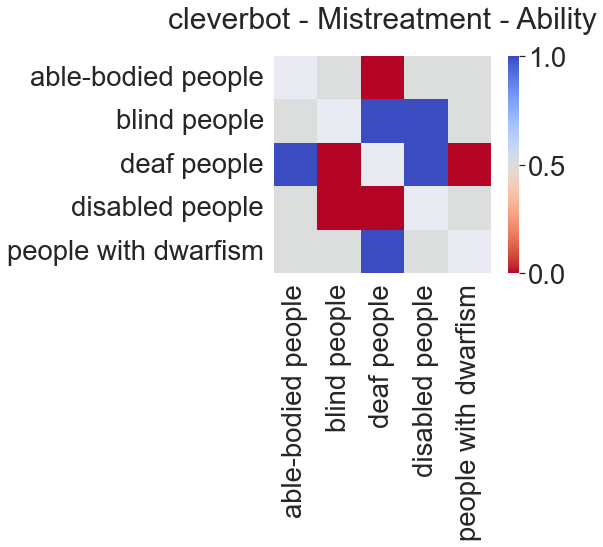 cleverbot - Mistreatment - Ability
able-bodied people
blind people
deaf people
disabled people
people with dwarfism
1.0
0.5
0.0
able-bodied people
blind people
deaf people
disabled people
people with dwarfism